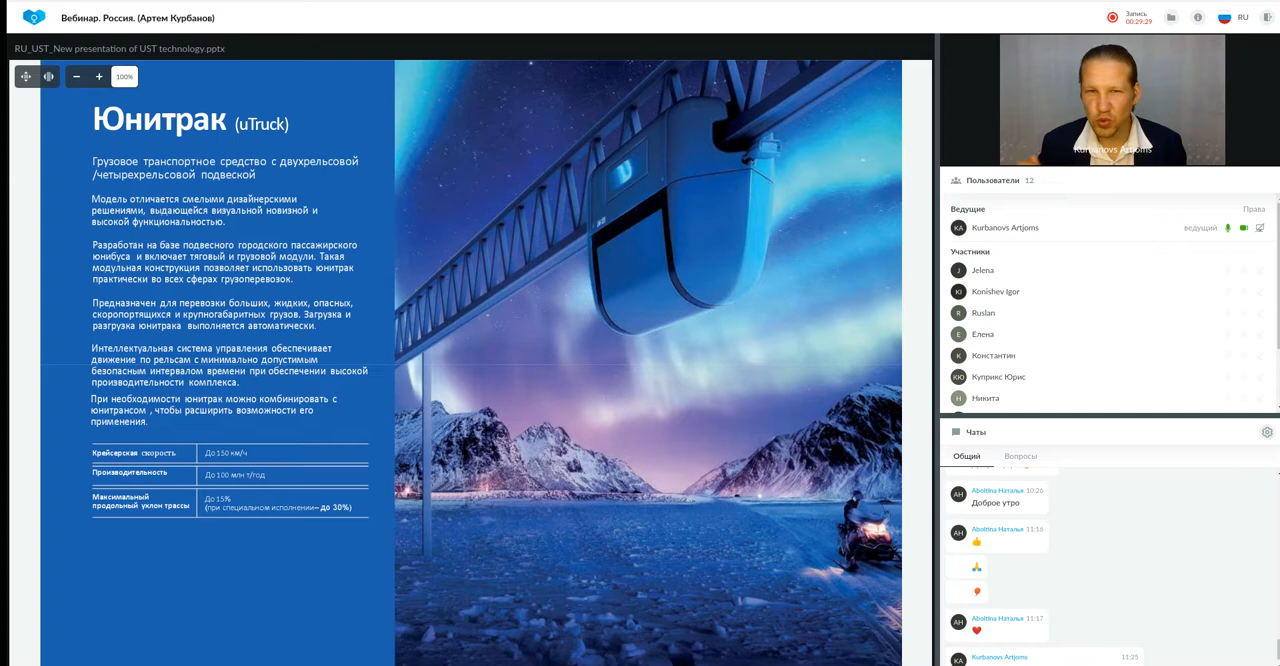 Вебинар. Россия. (Артем Курбанов)
Запись
00:29:29
RU
RU_UST_New presentation of UST technology.pptx
100%
Юнитрак (uTruck)
Грузовое транспортное средство с двухрельсовой
/четырехрельсовой подвеской
Модель отличается смелыми дизайнерскими
решениями, выдающейся визуальной новизной и
высокой функциональностью.
Разработан на базе подвесного городского пассажирского
юнибуса и включает тяговый и грузовой модули. Такая
модульная конструкция позволяет использовать юнитрак
практически во всех сферах грузоперевозок.
Предназначен для перевозки больших, жидких, опасных,
скоропортящихся и крупногабаритных грузов. Загрузка и
разгрузка юнитрака выполняется автоматически.
Интеллектуальная система управления обеспечивает
движение по рельсам с минимально допустимым
безопасным интервалом времени при обеспечении высокой
производительности комплекса.
При необходимости юнитрак можно комбинировать с
юнитрансом , чтобы расширить возможности его
применения.
Крейсерская скорость До 150 км/ч
Производительность До 100 млн т/год
Максимальный
продольный уклон трассы
До 15%
(при специальном исполнении– до 30%)
Kurbanovs Artjoms
Пользователи 12
Ведущие Права
KA Kurbanovs Artjoms ведущий
Участники
J Jelena
KI Konishev Igor
R Ruslan
Е Елена
К Константин
КЮ Куприкс Юрис
Н Никита
Чаты
Общий Вопросы
АН Aboltina Наталья 10:26
Доброе утро
АН Aboltina Наталья 11:16
👍
🙏
🎈
АН Aboltina Наталья 11:17
❤️
KA Kurbanovs Artjoms 11:25